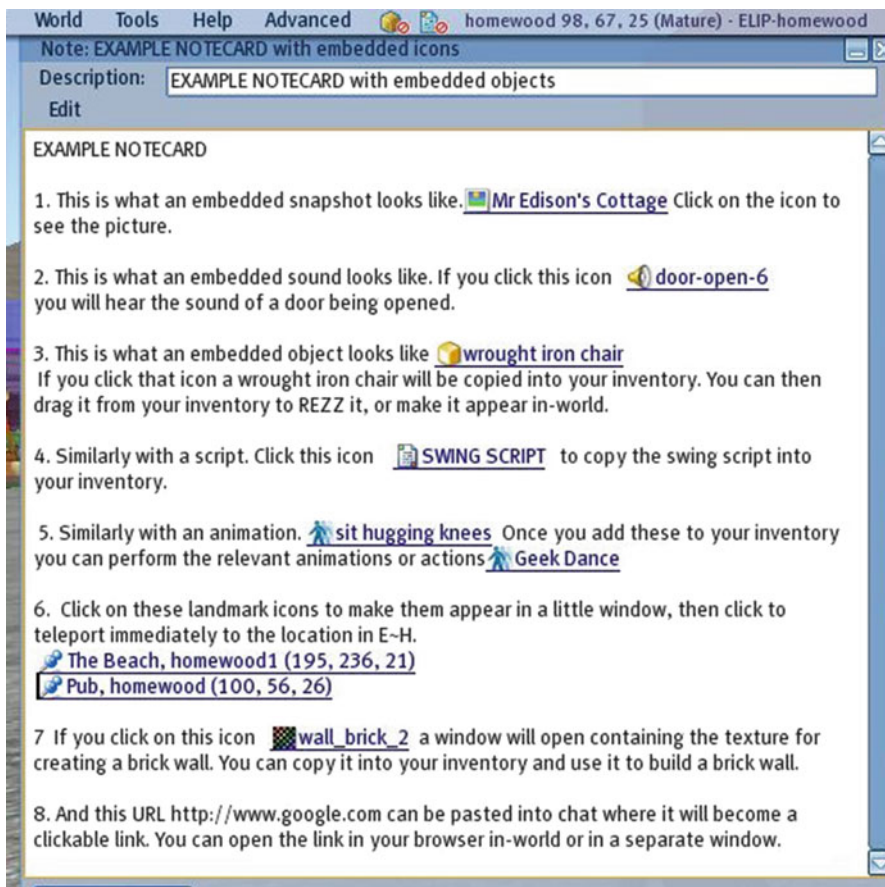 World Tools Help Advanced homewood 98, 67, 25 (Mature) - ELIP-homewood
Note: EXAMPLE NOTECARD with embedded icons
Description: EXAMPLE NOTECARD with embedded objects
Edit
EXAMPLE NOTECARD
1. This is what an embedded snapshot looks like. Mr Edison's Cottage Click on the icon to
see the picture.
2. This is what an embedded sound looks like. If you click this icon door-open-6
you will hear the sound of a door being opened.
3. This is what an embedded object looks like wrought iron chair
If you click that icon a wrought iron chair will be copied into your inventory. You can then
drag it from your inventory to REZZ it, or make it appear in-world.
4. Similarly with a script. Click this icon SWING SCRIPT to copy the swing script into
your inventory.
5. Similarly with an animation. sit hugging knees Once you add these to your inventory
you can perform the relevant animations or actions Geek Dance
6. Click on these landmark icons to make them appear in a little window, then click to
teleport immediately to the location in E~H.
The Beach, homewood1 (195, 236, 21)
Pub, homewood (100, 56, 26)
7 If you click on this icon wall_brick_2 a window will open containing the texture for
creating a brick wall. You can copy it into your inventory and use it to build a brick wall.
8. And this URL http://www.google.com can be pasted into chat where it will become a
clickable link. You can open the link in your browser in-world or in a separate window.